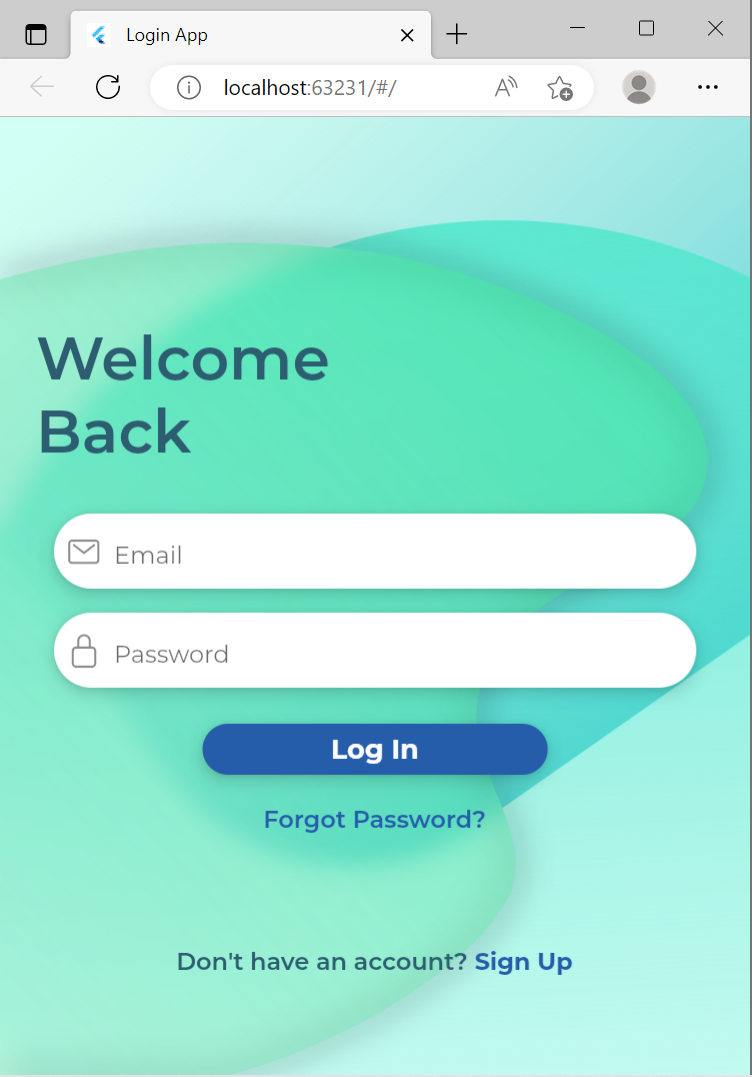 Login App
localhost:63231/#/
Welcome
Back
Email
Password
Log In
Forgot Password?
Don't have an account? Sign Up